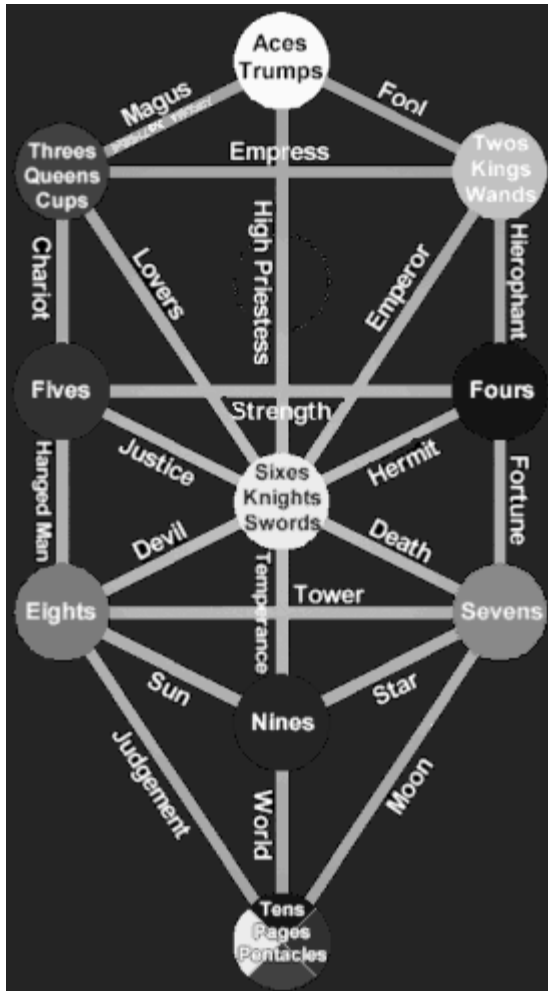 Aces
Trumps
Magus
Fool
Threes
Queens
Cups
Empress
Twos
Kings
Wands
Chariot
Lovers
High Priestess
Emperor
Hierophant
Fives
Strength
Fours
Hanged Man
Justice
Sixes
Knights
Swords
Hermit
Fortune
Devil
Temperance
Death
Eights
Tower
Sevens
Sun
Nines
Star
Judgement
World
Moon
Tens
Pages
Pentacles